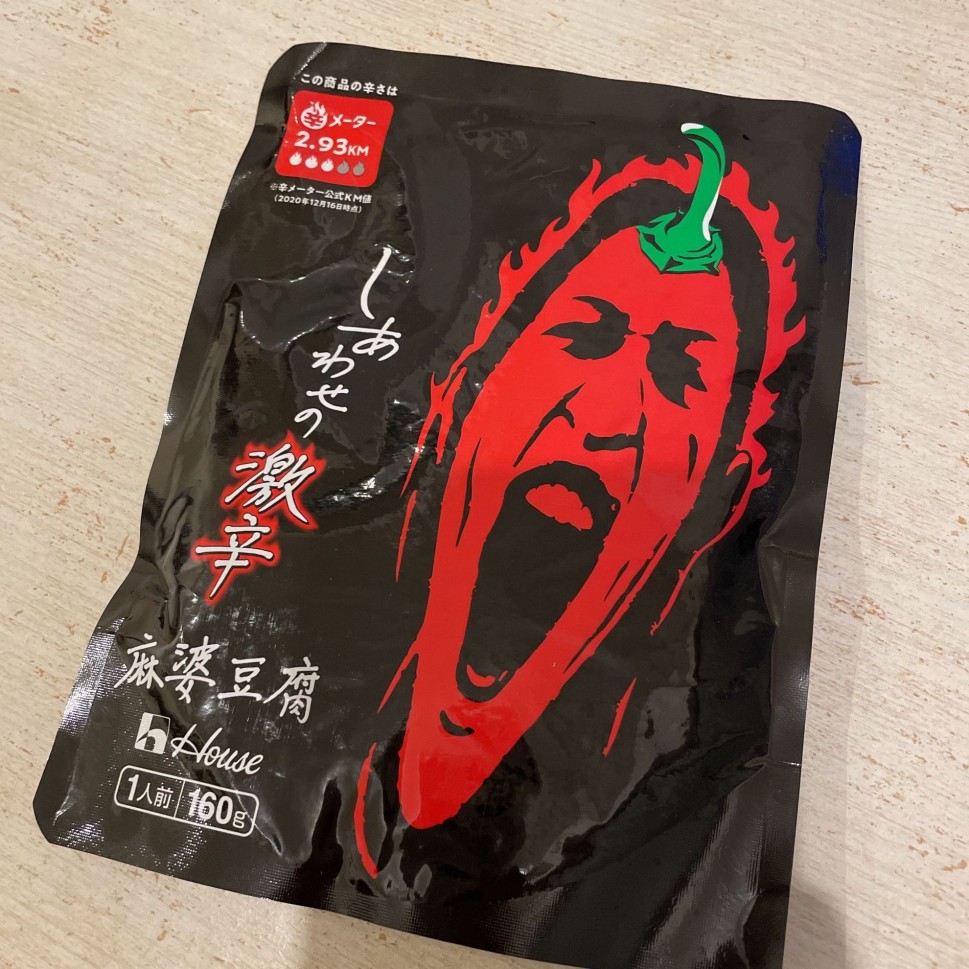 この商品の辛さは
辛メーター
2.93KM
※辛メーター公式KM値
(2020年12月16日時点)
しあわせの
激辛
麻婆豆腐
House
1人前 160g